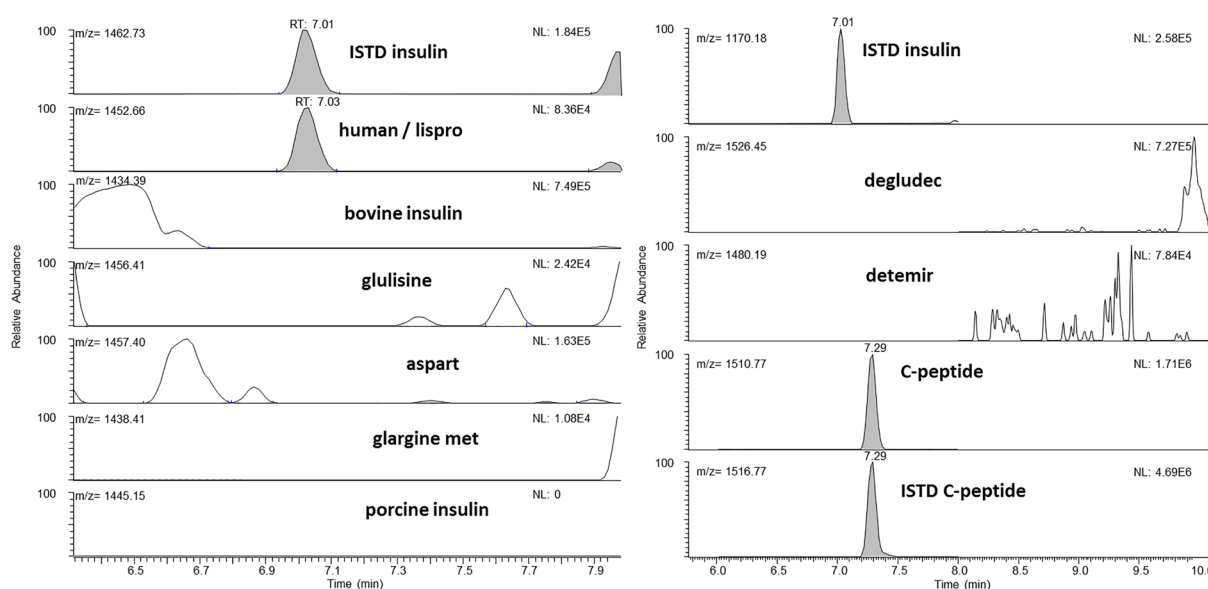 RT: 7.01
100
m/z= 1462.73
ISTD insulin
NL: 1.84E5
RT: 7.03
100
m/z= 1452.66
human / lispro
NL: 8.36E4
100
m/z= 1434.39
bovine insulin
NL: 7.49E5
100
m/z= 1456.41
glulisine
NL: 2.42E4
100
m/z= 1457.40
aspart
NL: 1.63E5
100
m/z= 1438.41
glargine met
NL: 1.08E4
100
m/z= 1445.15
porcine insulin
NL: 0
Relative Abundance
6.5 6.7 6.9 7.1 7.3 7.5 7.7 7.9
Time (min)
7.01
100
m/z= 1170.18
ISTD insulin
NL: 2.58E5
100
m/z= 1526.45
degludec
NL: 7.27E5
100
m/z= 1480.19
detemir
NL: 7.84E4
7.29
100
m/z= 1510.77
C-peptide
NL: 1.71E6
7.29
100
m/z= 1516.77
ISTD C-peptide
NL: 4.69E6
Relative Abundance
6.0 6.5 7.0 7.5 8.0 8.5 9.0 9.5 10.0
Time (min)